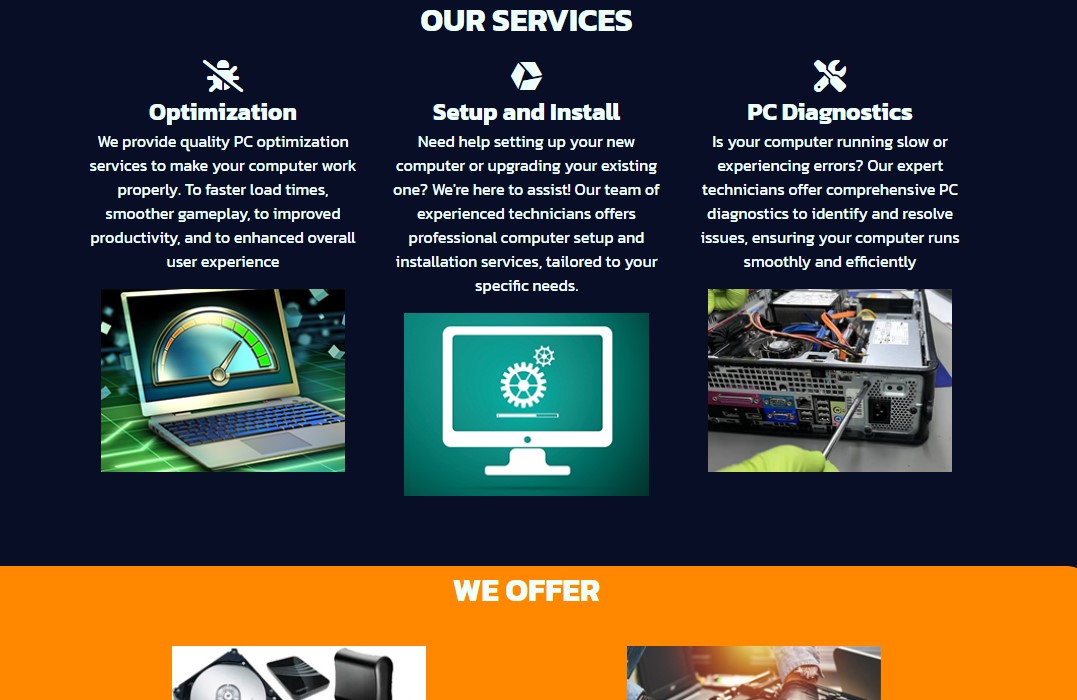 OUR SERVICES
Optimization
We provide quality PC optimization
services to make your computer work
properly. To faster load times,
smoother gameplay, to improved
productivity, and to enhanced overall
user experience
Setup and Install
Need help setting up your new
computer or upgrading your existing
one? We're here to assist! Our team of
experienced technicians offers
professional computer setup and
installation services, tailored to your
specific needs.
PC Diagnostics
Is your computer running slow or
experiencing errors? Our expert
technicians offer comprehensive PC
diagnostics to identify and resolve
issues, ensuring your computer runs
smoothly and efficiently
WE OFFER